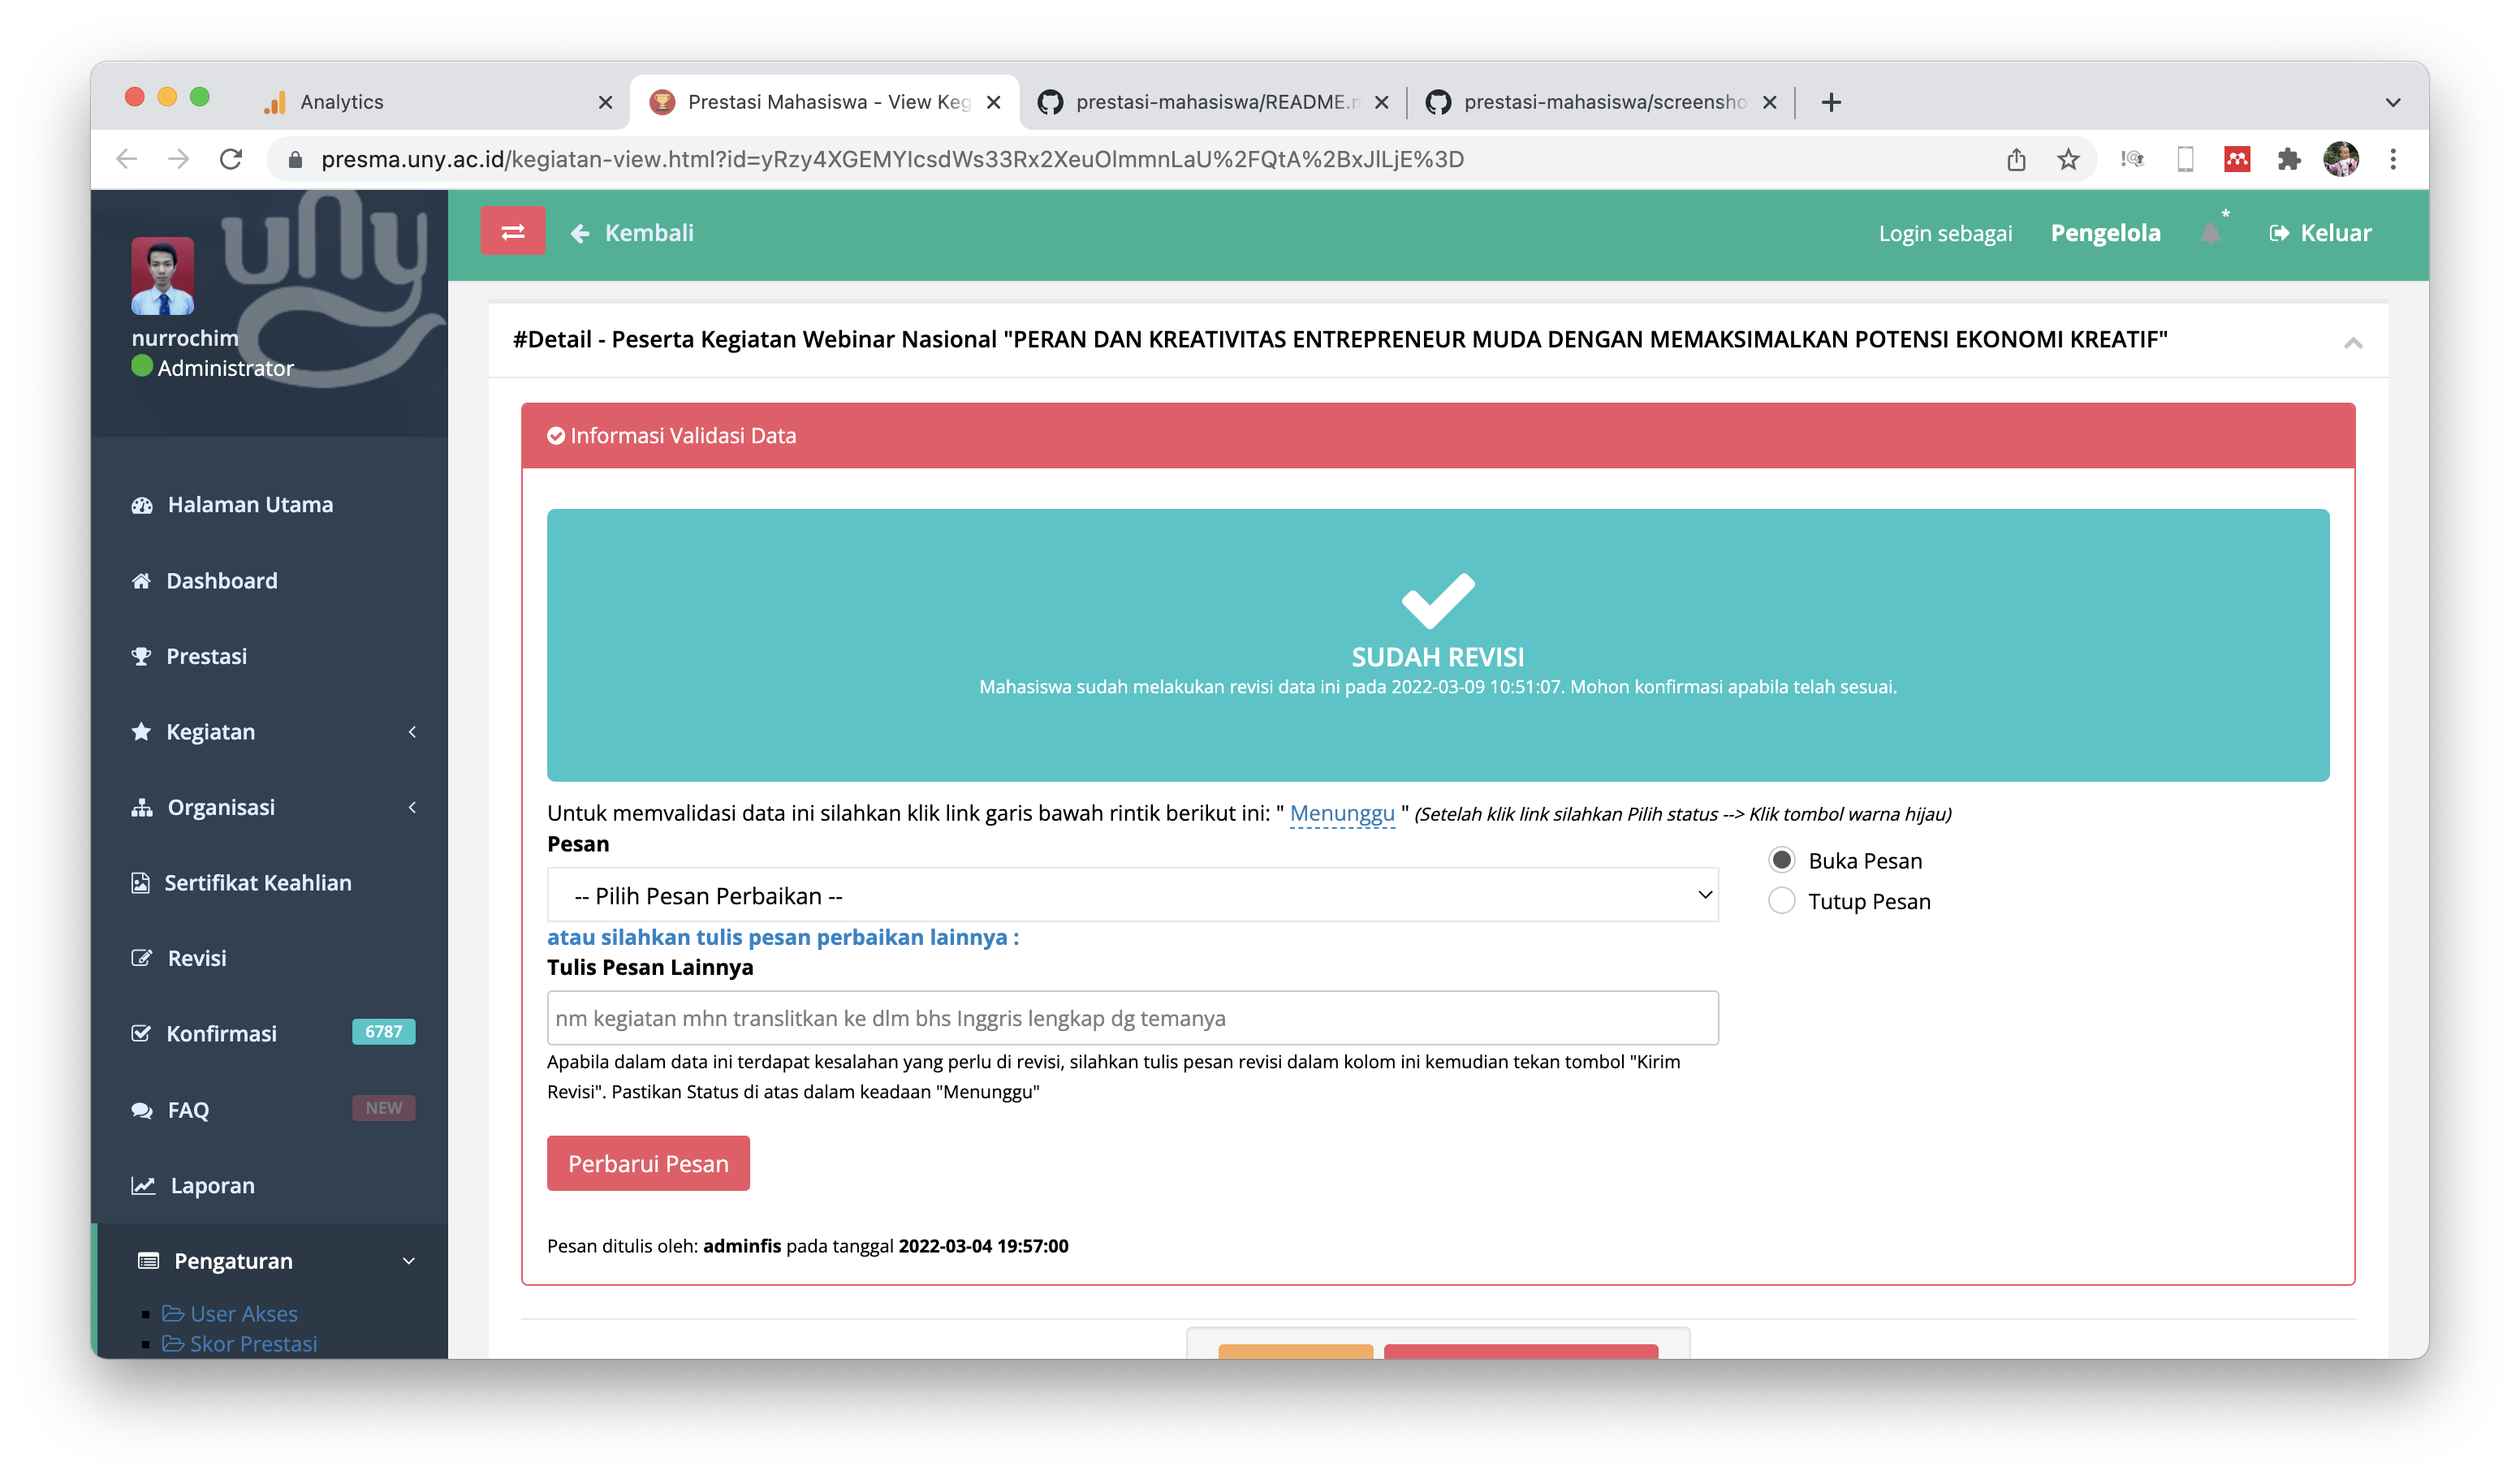 Analytics
Prestasi Mahasiswa - View Keg
prestasi-mahasiswa/README.m
prestasi-mahasiswa/screensho
presma.uny.ac.id/kegiatan-view.html?id=yRzy4XGEMYIcsdWs33Rx2XeuOlmmnLaU%2FQtA%2BxJlLjE%3D
uny
nurrochim
Administrator
Halaman Utama
Dashboard
Prestasi
Kegiatan
Organisasi
Sertifikat Keahlian
Revisi
Konfirmasi 6787
FAQ NEW
Laporan
Pengaturan
User Akses
Skor Prestasi
Kembali
Login sebagai Pengelola * Keluar
#Detail - Peserta Kegiatan Webinar Nasional "PERAN DAN KREATIVITAS ENTREPRENEUR MUDA DENGAN MEMAKSIMALKAN POTENSI EKONOMI KREATIF"
Informasi Validasi Data
SUDAH REVISI
Mahasiswa sudah melakukan revisi data ini pada 2022-03-09 10:51:07. Mohon konfirmasi apabila telah sesuai.
Untuk memvalidasi data ini silahkan klik link garis bawah rintik berikut ini: " Menunggu " (Setelah klik link silahkan Pilih status --> Klik tombol warna hijau)
Pesan
-- Pilih Pesan Perbaikan --
Buka Pesan
Tutup Pesan
atau silahkan tulis pesan perbaikan lainnya :
Tulis Pesan Lainnya
nm kegiatan mhn translitkan ke dlm bhs Inggris lengkap dg temanya
Apabila dalam data ini terdapat kesalahan yang perlu di revisi, silahkan tulis pesan revisi dalam kolom ini kemudian tekan tombol "Kirim
Revisi". Pastikan Status di atas dalam keadaan "Menunggu"
Perbarui Pesan
Pesan ditulis oleh: adminfis pada tanggal 2022-03-04 19:57:00